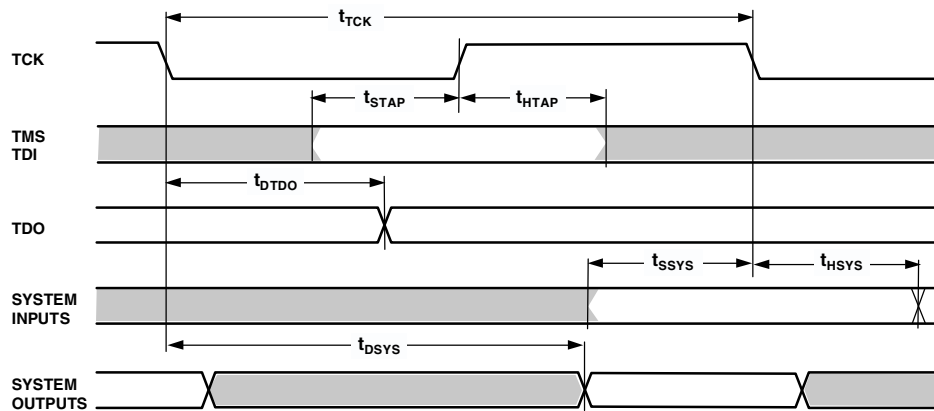 tTCK
TCK
tSTAP
tHTAP
TMS
TDI
tDTDO
TDO
tSSYS
tHSYS
SYSTEM
INPUTS
tDSYS
SYSTEM
OUTPUTS